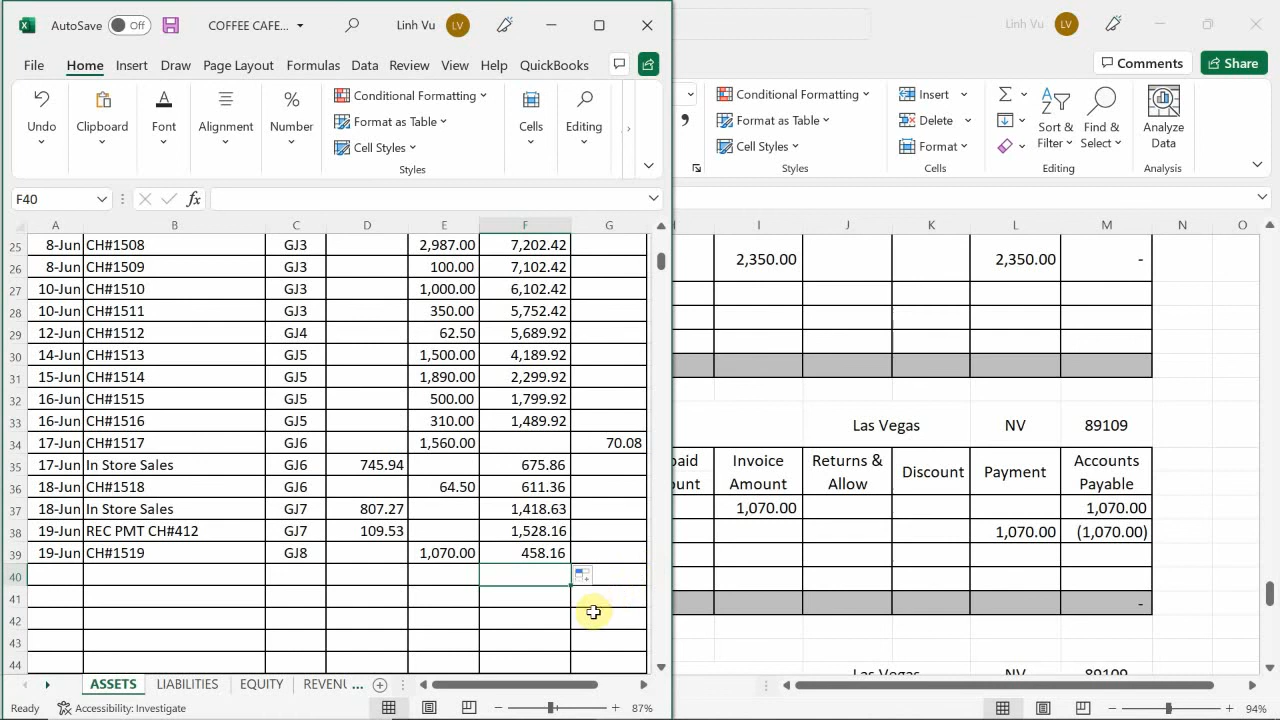 AutoSave Off COFFEE CAFE... Linh Vu LV
File Home Insert Draw Page Layout Formulas Data Review View Help QuickBooks
Undo Clipboard Font Alignment Number Conditional Formatting Format as Table Cell Styles Styles Cells Editing
F40 fx
A B C D E F G
25 8-Jun CH#1508 GJ3 2,987.00 7,202.42
26 8-Jun CH#1509 GJ3 100.00 7,102.42
27 10-Jun CH#1510 GJ3 1,000.00 6,102.42
28 10-Jun CH#1511 GJ3 350.00 5,752.42
29 12-Jun CH#1512 GJ4 62.50 5,689.92
30 14-Jun CH#1513 GJ5 1,500.00 4,189.92
31 15-Jun CH#1514 GJ5 1,890.00 2,299.92
32 16-Jun CH#1515 GJ5 500.00 1,799.92
33 16-Jun CH#1516 GJ5 310.00 1,489.92
34 17-Jun CH#1517 GJ6 1,560.00 70.08
35 17-Jun In Store Sales GJ6 745.94 675.86
36 18-Jun CH#1518 GJ6 64.50 611.36
37 18-Jun In Store Sales GJ7 807.27 1,418.63
38 19-Jun REC PMT CH#412 GJ7 109.53 1,528.16
39 19-Jun CH#1519 GJ8 1,070.00 458.16
40
41
42
43
44
ASSETS LIABILITIES EQUITY REVENU ...
Ready Accessibility: Investigate 87%
Linh Vu LV
Comments Share
Conditional Formatting Insert
Format as Table Delete
Cell Styles Format
Sort & Filter Find & Select Analyze Data
Styles Cells Editing Analysis
I J K L M N O
2,350.00 2,350.00 -
Las Vegas NV 89109
paid Invoice Returns & Discount Payment Accounts
unt Amount Allow Payable
1,070.00 1,070.00
1,070.00 (1,070.00)
-
Las Vegas NV 89109
94%